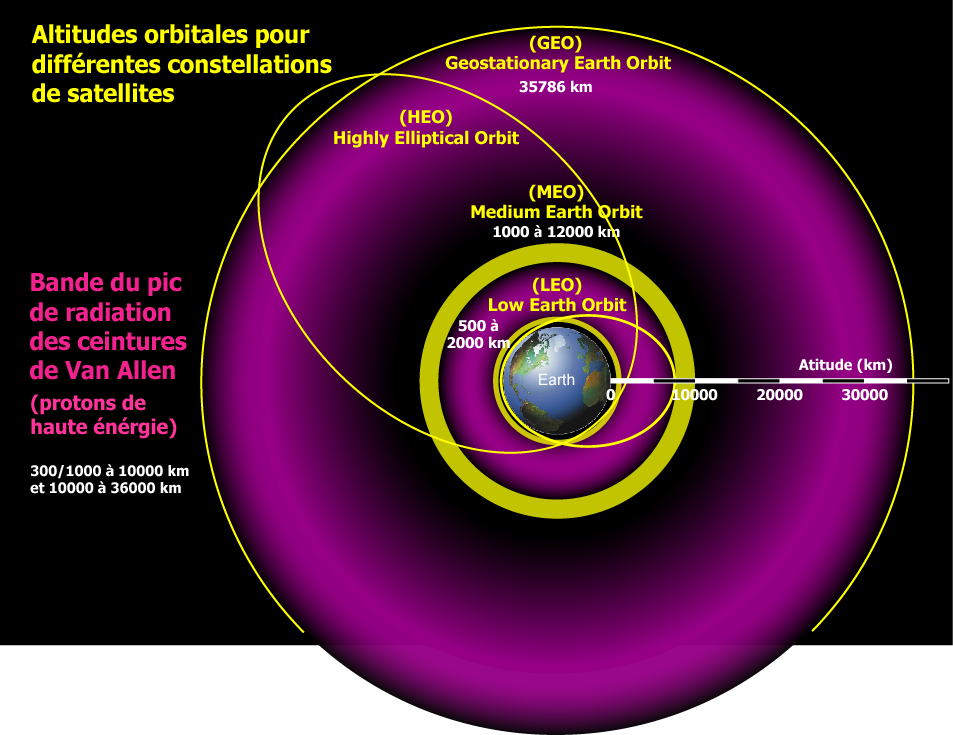 Altitudes orbitales pour
différentes constellations
de satellites
(GEO)
Geostationary Earth Orbit
35786 km
(HEO)
Highly Elliptical Orbit
(MEO)
Medium Earth Orbit
1000 à 12000 km
(LEO)
Low Earth Orbit
500 à
2000 km
Earth
Atitude (km)
0 10000 20000 30000
Bande du pic
de radiation
des ceintures
de Van Allen
(protons de
haute énérgie)
300/1000 à 10000 km
et 10000 à 36000 km